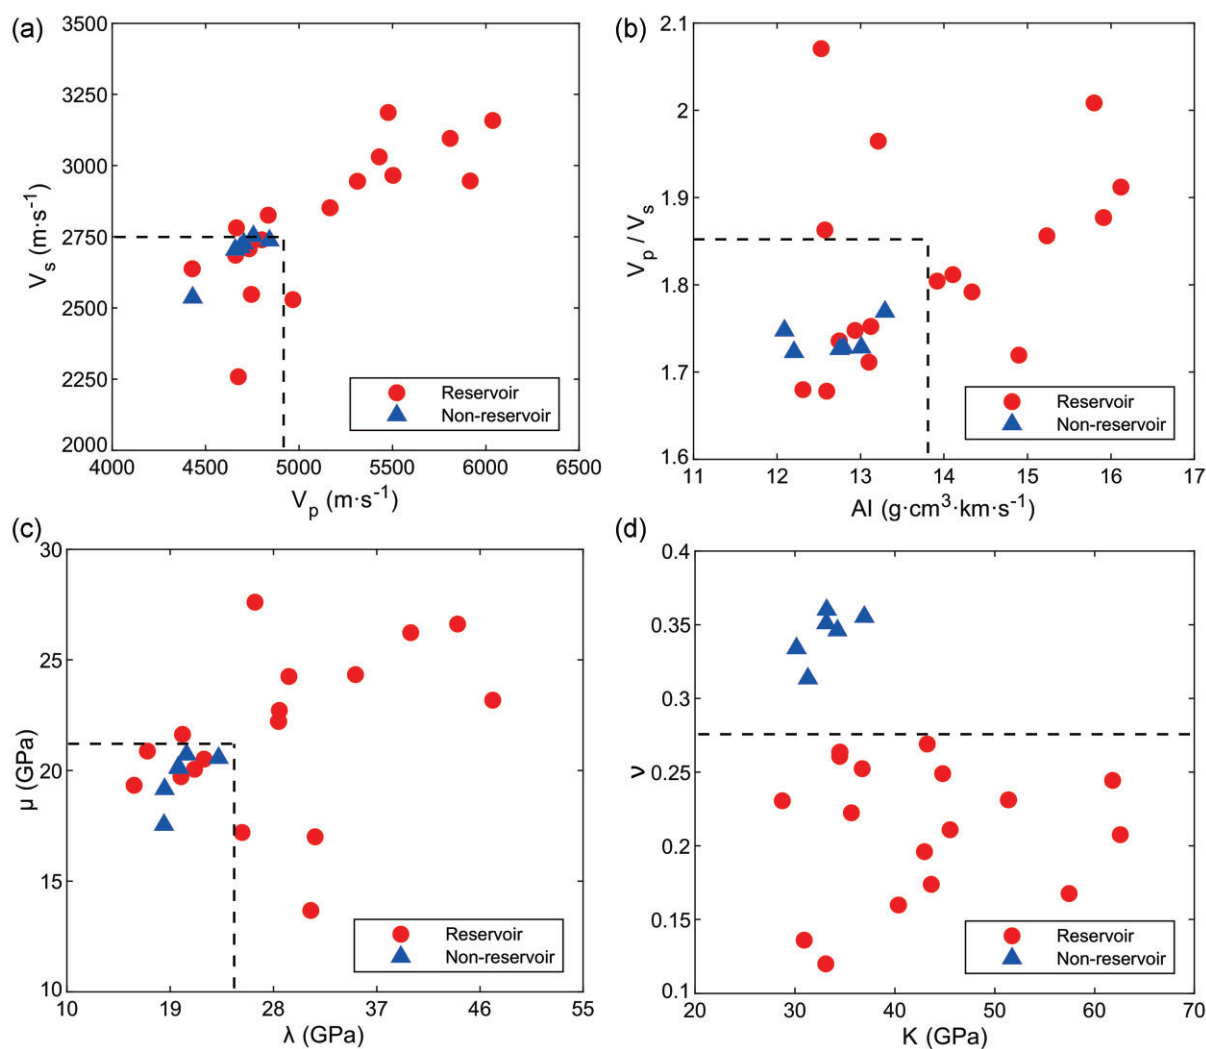 (a)
3500
3250
3000
2750
2500
2250
2000
V_s (m·s⁻¹)
4000 4500 5000 5500 6000 6500
V_p (m·s⁻¹)
Reservoir
Non-reservoir
(b)
2.1
2
1.9
1.8
1.7
1.6
V_p / V_s
11 12 13 14 15 16 17
AI (g·cm³·km·s⁻¹)
Reservoir
Non-reservoir
(c)
30
25
20
15
10
μ (GPa)
10 19 28 37 46 55
λ (GPa)
Reservoir
Non-reservoir
(d)
0.4
0.35
0.3
0.25
0.2
0.15
0.1
ν
20 30 40 50 60 70
K (GPa)
Reservoir
Non-reservoir